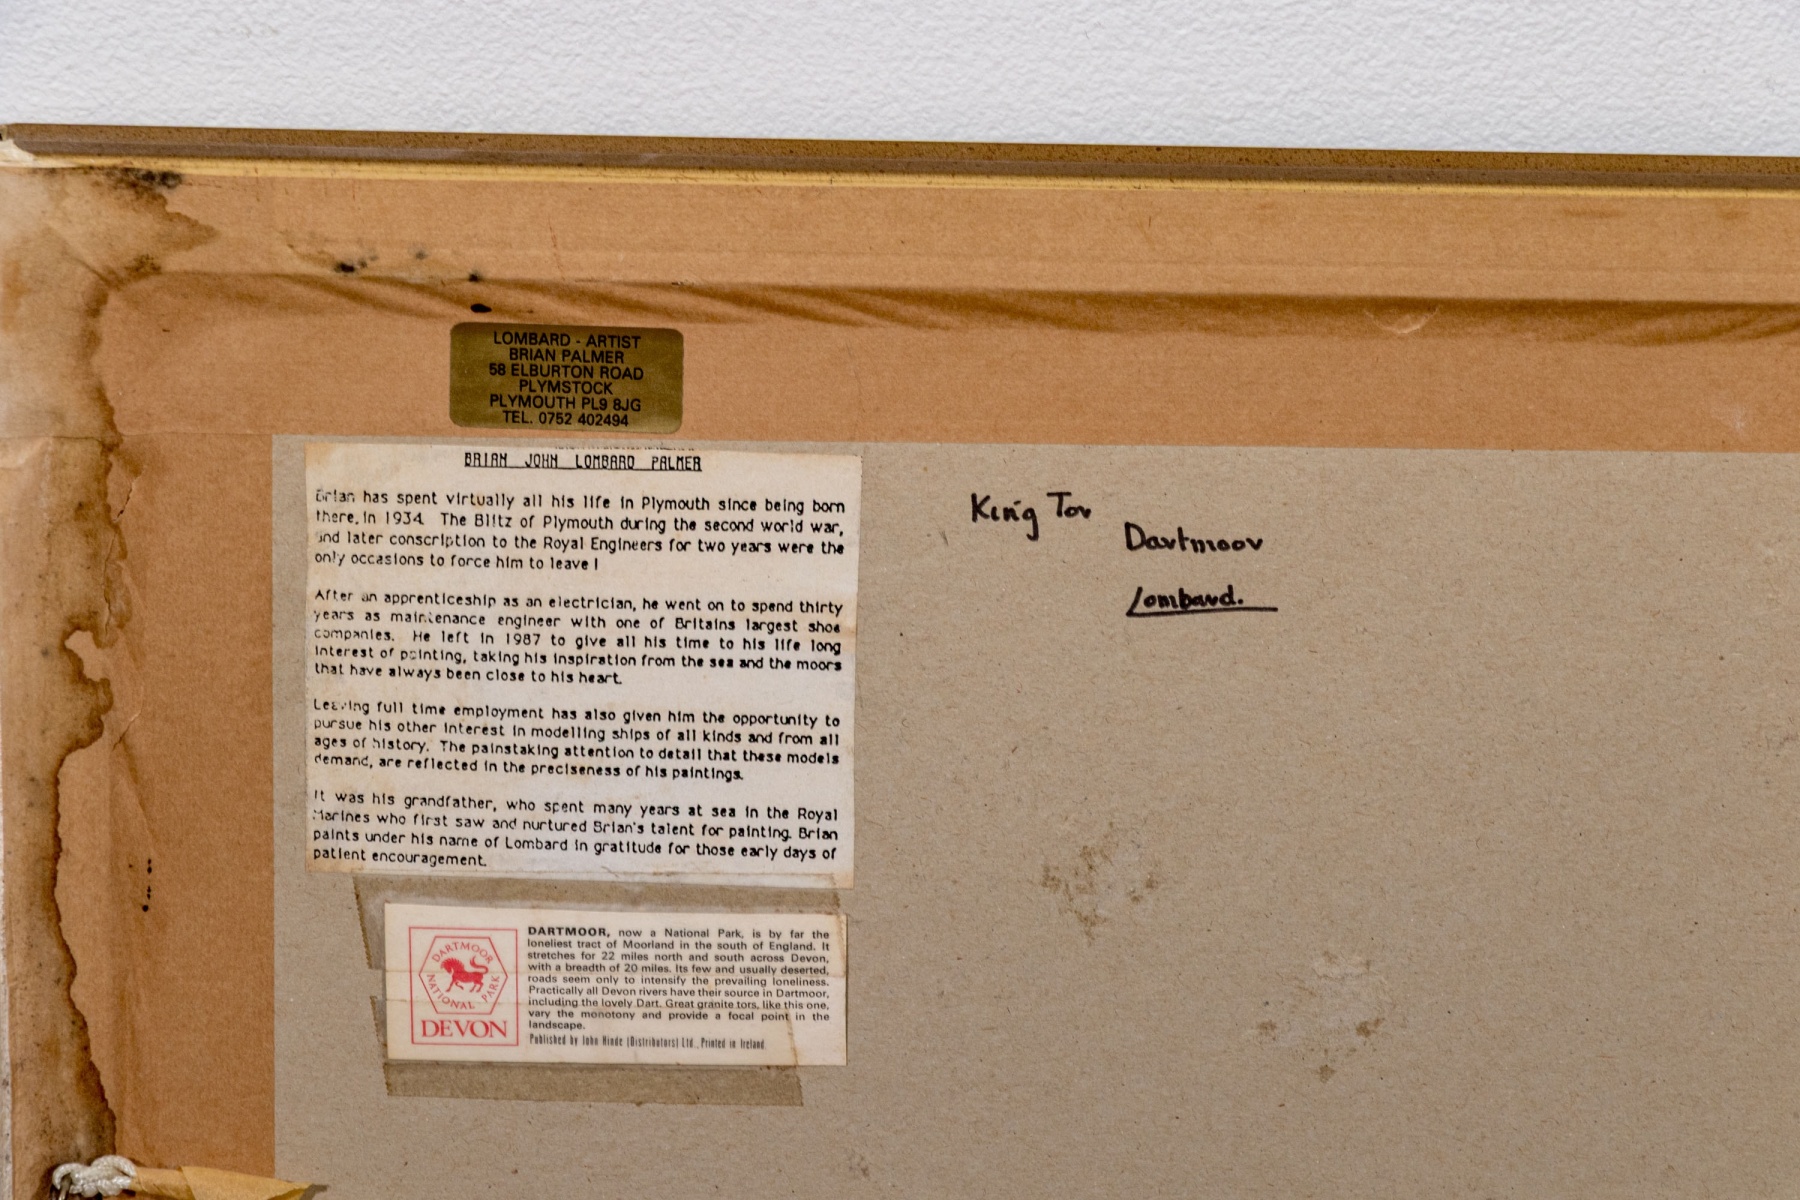 LOMBARD - ARTIST
BRIAN PALMER
58 ELBURTON ROAD
PLYMSTOCK
PLYMOUTH PL9 8JG
TEL. 0752 402494
BRIAN JOHN LOMBARD PALMER
Brian has spent virtually all his life in Plymouth since being born
there, in 1934. The Blitz of Plymouth during the second world war,
and later conscription to the Royal Engineers for two years were the
only occasions to force him to leave !
After an apprenticeship as an electrician, he went on to spend thirty
years as maintenance engineer with one of Britains largest shoe
companies. He left in 1987 to give all his time to his life long
interest of painting, taking his inspiration from the sea and the moors
that have always been close to his heart.
Leaving full time employment has also given him the opportunity to
pursue his other interest in modelling ships of all kinds and from all
ages of history. The painstaking attention to detail that these models
demand, are reflected in the preciseness of his paintings.
It was his grandfather, who spent many years at sea in the Royal
Marines who first saw and nurtured Brian's talent for painting. Brian
paints under his name of Lombard in gratitude for those early days of
patient encouragement.
King Tor
Dartmoor
Lombard.
DARTMOOR NATIONAL PARK
DEVON
DARTMOOR, now a National Park, is by far the
loneliest tract of Moorland in the south of England. It
stretches for 22 miles north and south across Devon,
with a breadth of 20 miles. Its few and usually deserted,
roads seem only to intensify the prevailing loneliness.
Practically all Devon rivers have their source in Dartmoor,
including the lovely Dart. Great granite tors, like this one,
vary the monotony and provide a focal point in the
landscape.
Published by John Hinde (Distributors) Ltd., Printed in Ireland